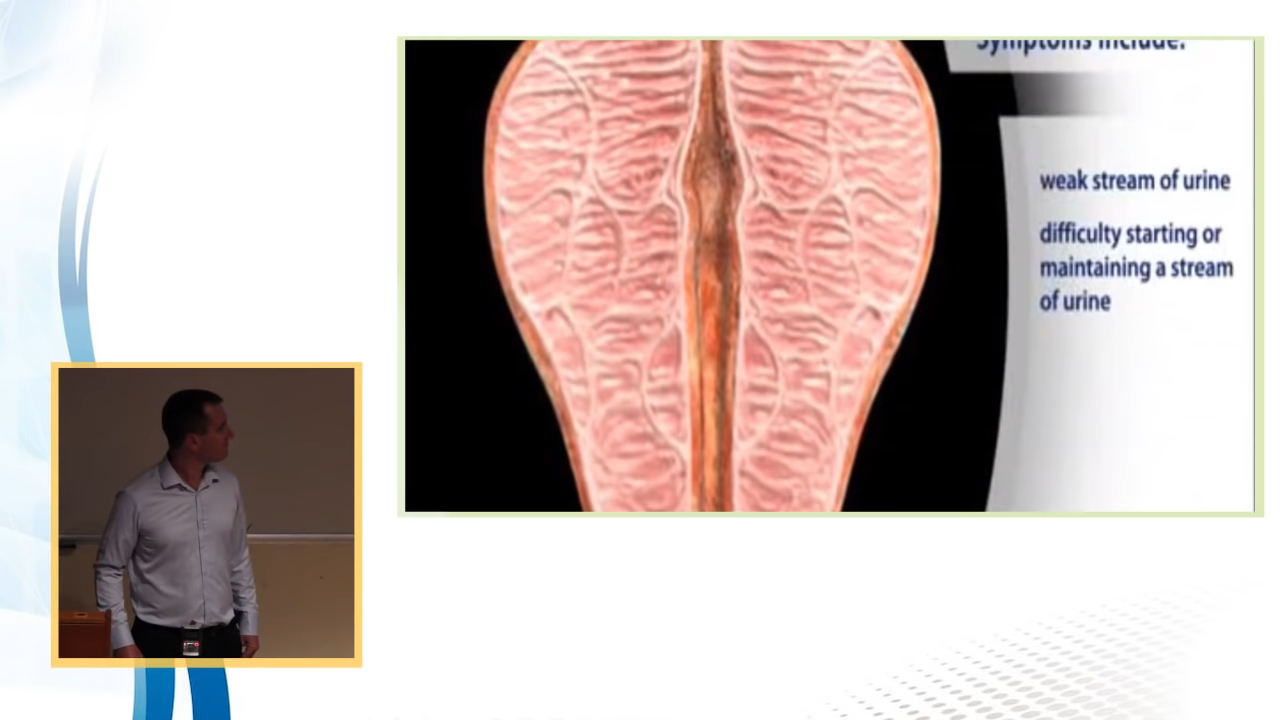 Symptoms include:
weak stream of urine
difficulty starting or
maintaining a stream
of urine